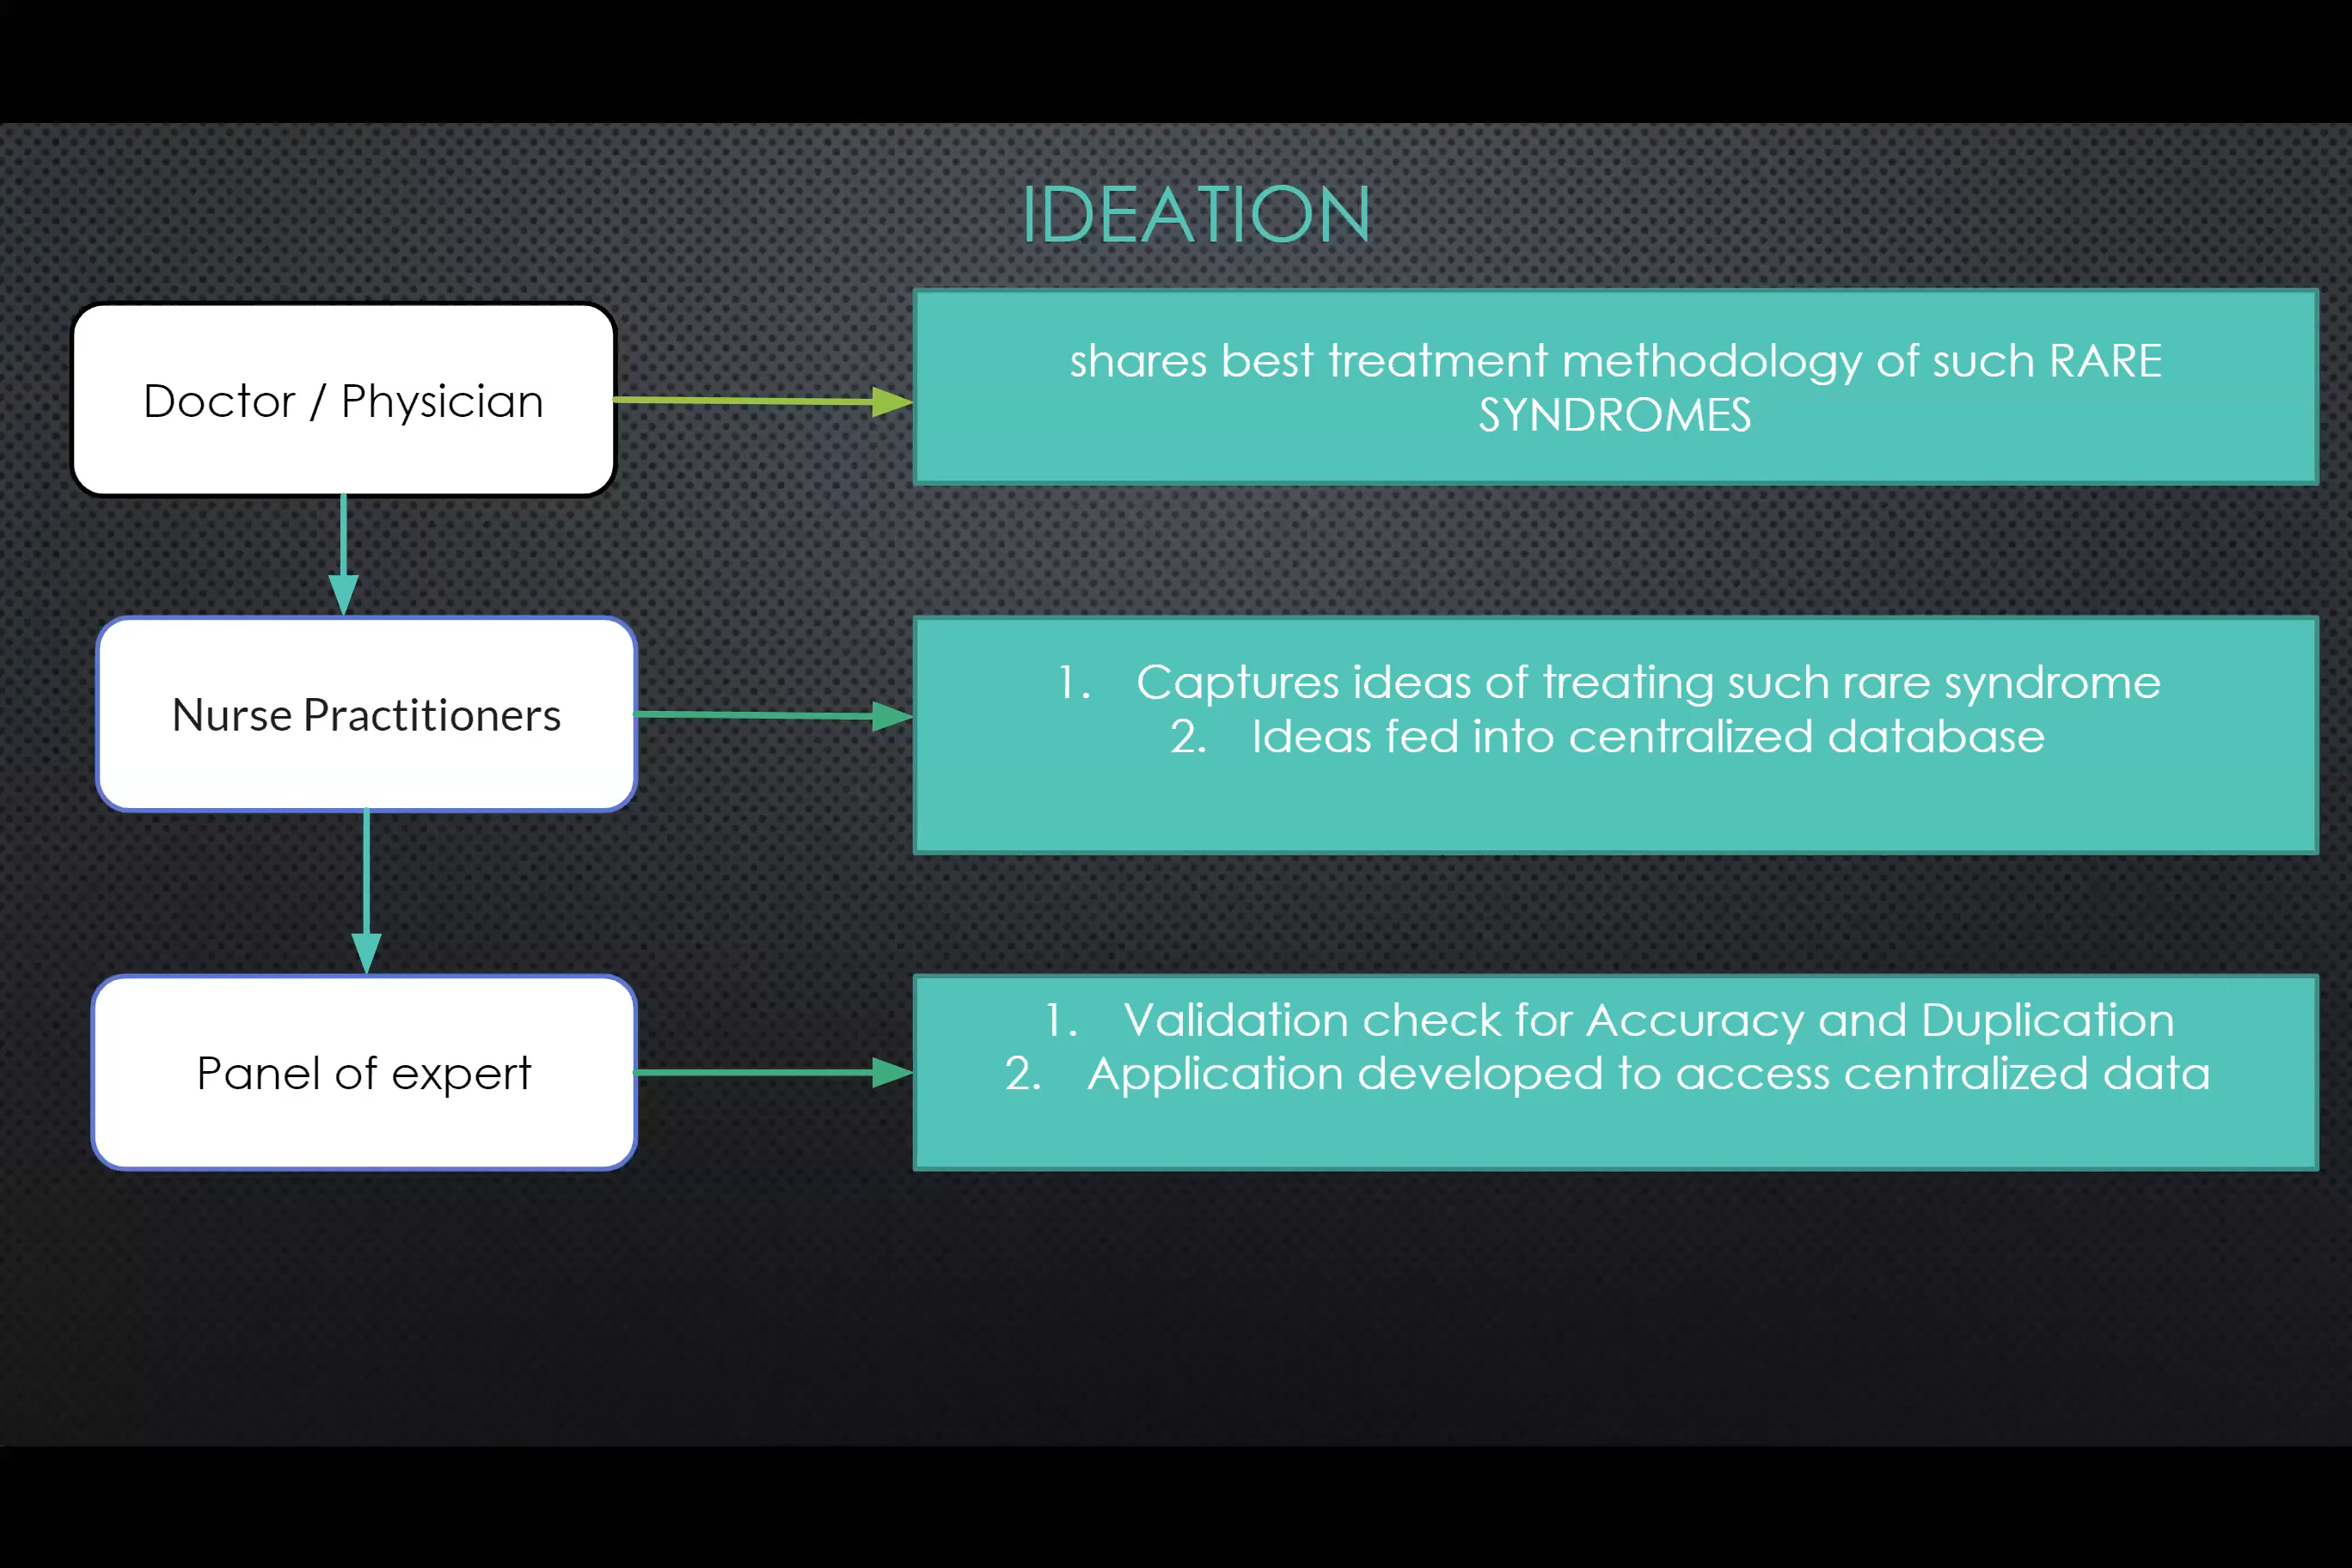 IDEATION
Doctor / Physician
shares best treatment methodology of such RARE
SYNDROMES
Nurse Practitioners
1. Captures ideas of treating such rare syndrome
2. Ideas fed into centralized database
Panel of expert
1. Validation check for Accuracy and Duplication
2. Application developed to access centralized data